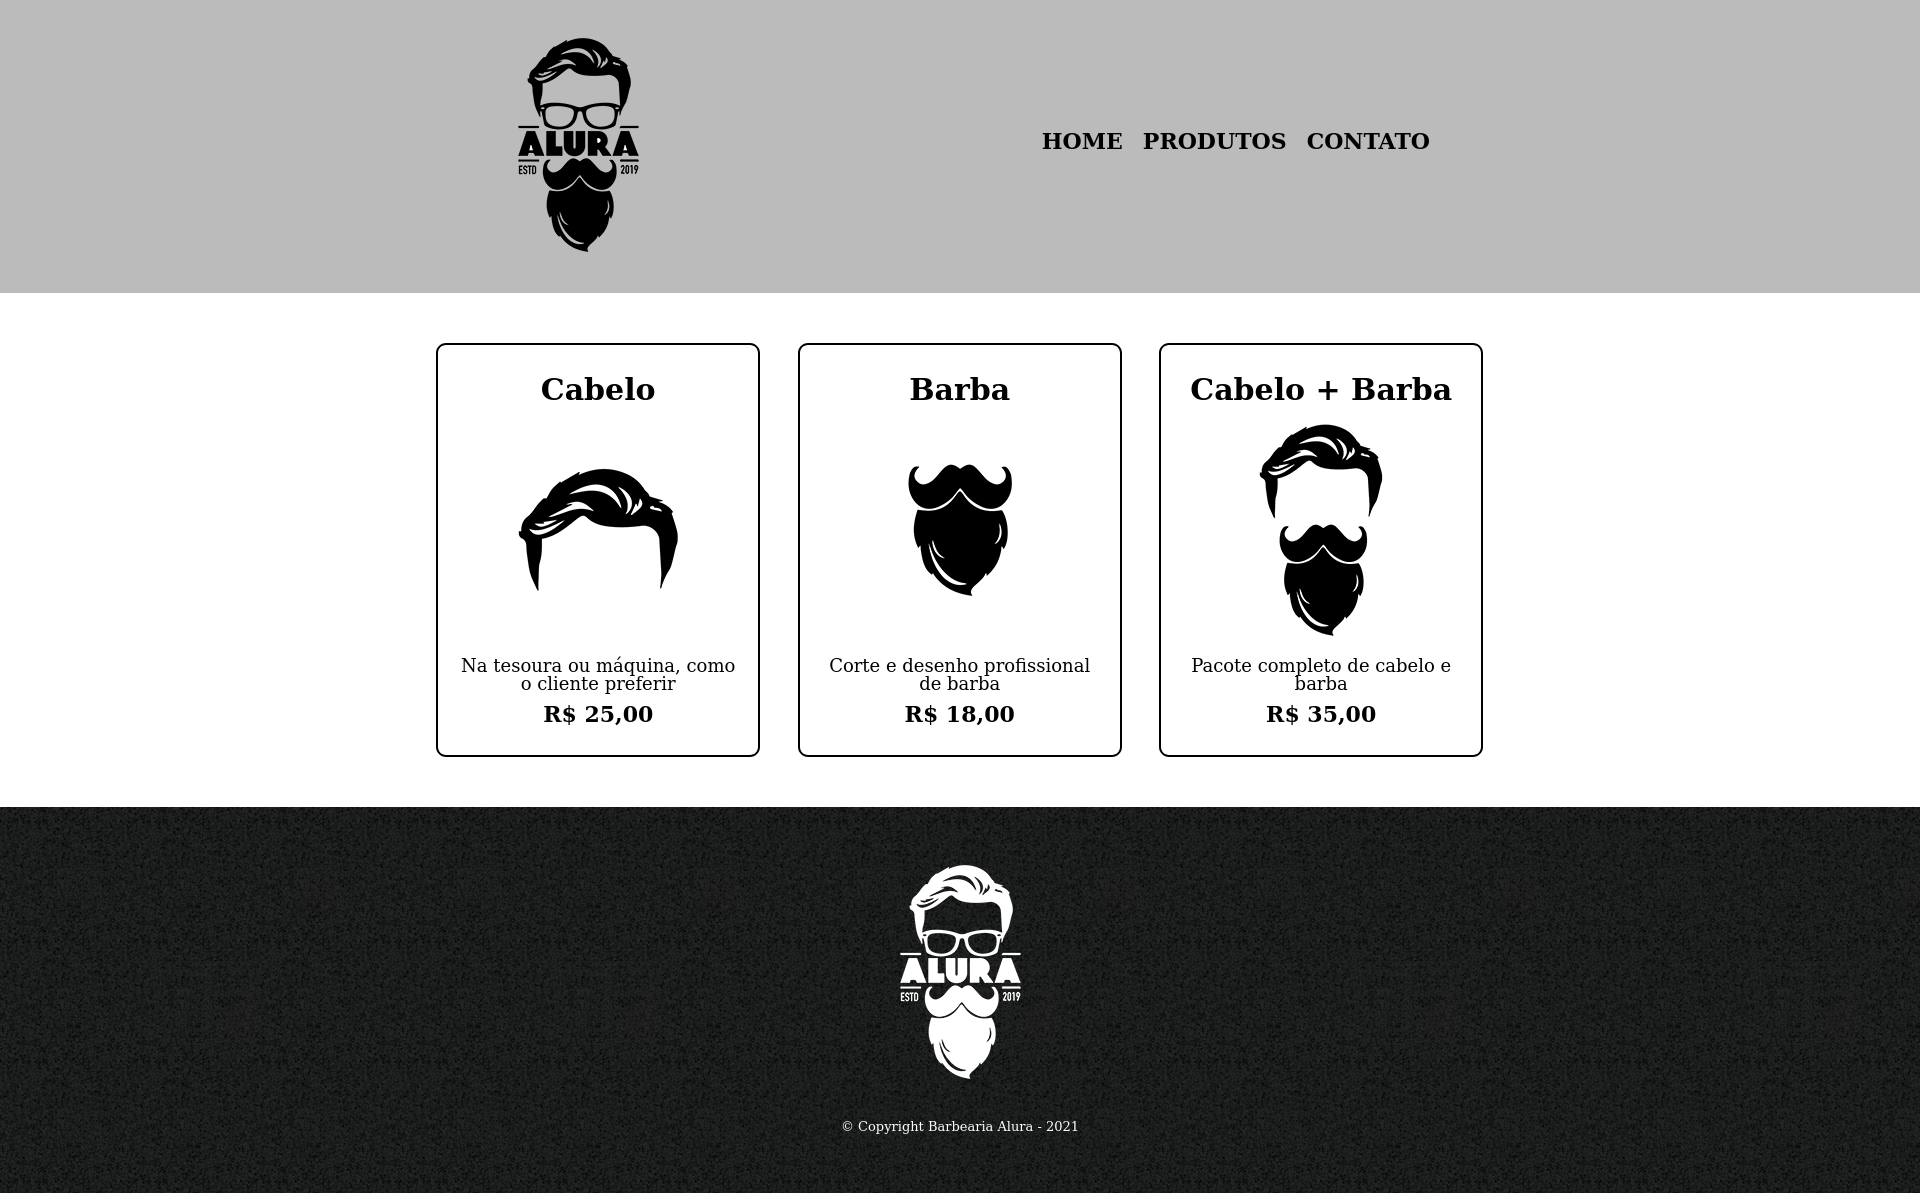 ALURA
ESTD 2019
HOME PRODUTOS CONTATO
Cabelo
Na tesoura ou máquina, como
o cliente preferir
R$ 25,00
Barba
Corte e desenho profissional
de barba
R$ 18,00
Cabelo + Barba
Pacote completo de cabelo e
barba
R$ 35,00
ALURA
ESTD 2019
© Copyright Barbearia Alura - 2021